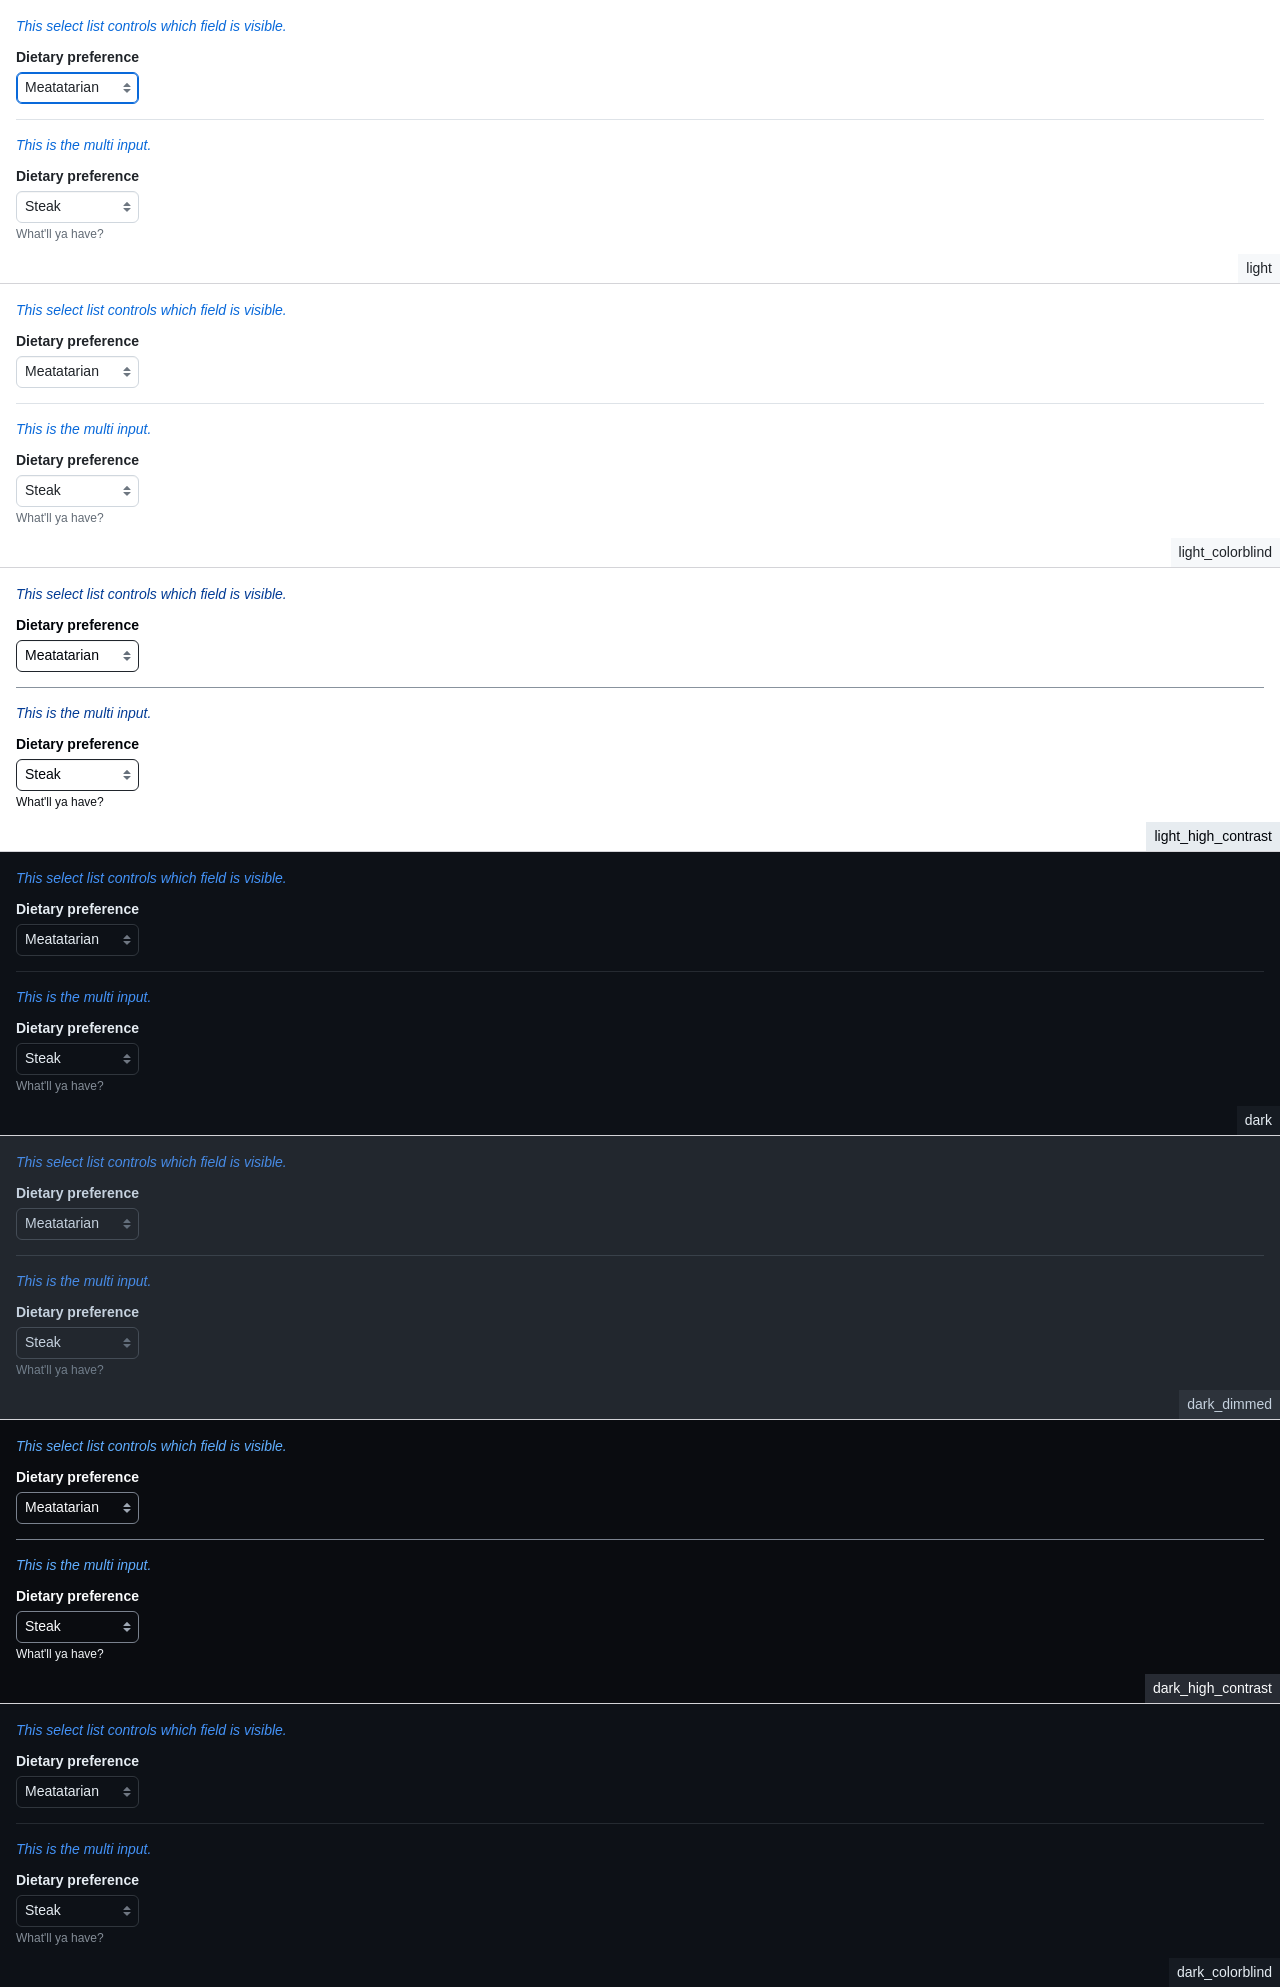 This select list controls which field is visible.
Dietary preference
Meatatarian
This is the multi input.
Dietary preference
Steak
What'll ya have?
light
This select list controls which field is visible.
Dietary preference
Meatatarian
This is the multi input.
Dietary preference
Steak
What'll ya have?
light_colorblind
This select list controls which field is visible.
Dietary preference
Meatatarian
This is the multi input.
Dietary preference
Steak
What'll ya have?
light_high_contrast
This select list controls which field is visible.
Dietary preference
Meatatarian
This is the multi input.
Dietary preference
Steak
What'll ya have?
dark
This select list controls which field is visible.
Dietary preference
Meatatarian
This is the multi input.
Dietary preference
Steak
What'll ya have?
dark_dimmed
This select list controls which field is visible.
Dietary preference
Meatatarian
This is the multi input.
Dietary preference
Steak
What'll ya have?
dark_high_contrast
This select list controls which field is visible.
Dietary preference
Meatatarian
This is the multi input.
Dietary preference
Steak
What'll ya have?
dark_colorblind